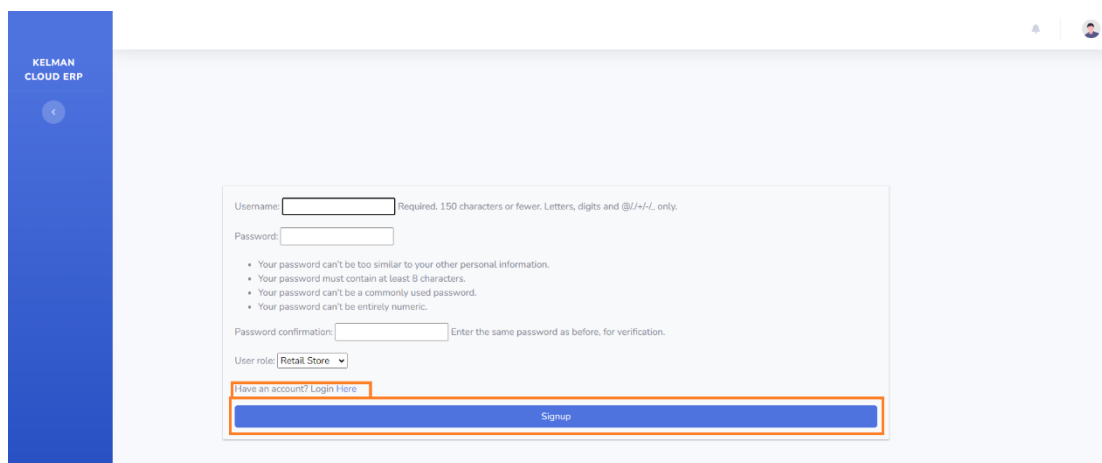 KELMAN
CLOUD ERP
Username: Required. 150 characters or fewer. Letters, digits and @/./+/-/_ only.
Password:
• Your password can't be too similar to your other personal information.
• Your password must contain at least 8 characters.
• Your password can't be a commonly used password.
• Your password can't be entirely numeric.
Password confirmation: Enter the same password as before, for verification.
User role: Retail Store
Have an account? Login Here
Signup